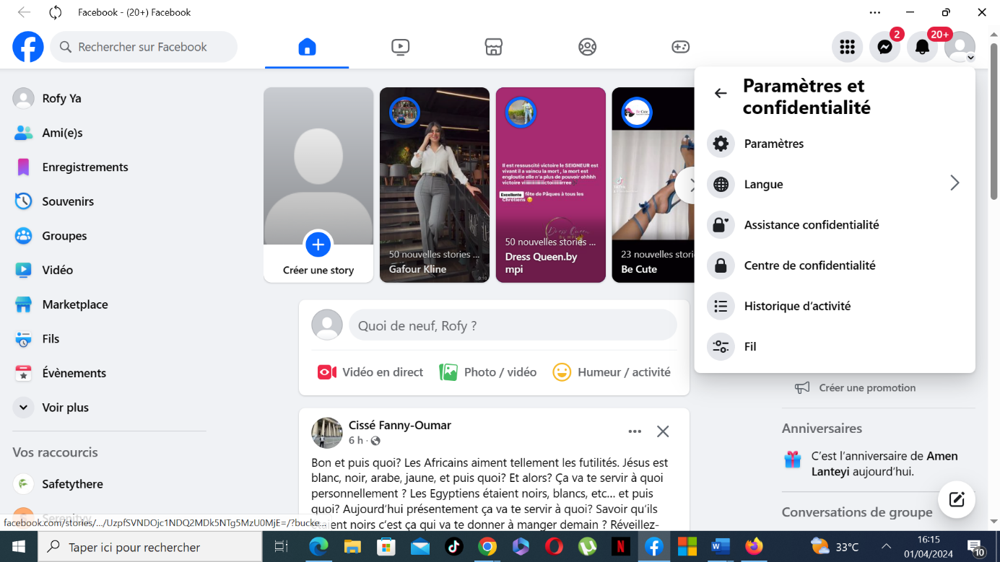 Facebook - (20+) Facebook
Rechercher sur Facebook
2
20+
Rofy Ya
Ami(e)s
Enregistrements
Souvenirs
Groupes
Vidéo
Marketplace
Fils
Évènements
Voir plus
Vos raccourcis
Safetythere
Serenityy
facebook.com/stories/.../UzpfSVNDOjc1NDQ2MDk5NTg5MzU0MjE=/?bucke...
Créer une story
50 nouvelles stories ...
Gafour Kline
Il est ressuscité victoire le SEIGNEUR est
vivant il a vaincu la mort , la mort est
engloutie elle n'a plus de pouvoir ohhhh
Excellente fête de Pâques à tous les
Chrétiens
Dress Queen
50 nouvelles stories ...
Dress Queen.by
mpi
Be Cute
23 nouvelles stori
Be Cute
Quoi de neuf, Rofy ?
Vidéo en direct
Photo / vidéo
Humeur / activité
Cissé Fanny-Oumar
6 h ·
Bon et puis quoi? Les Africains aiment tellement les futilités. Jésus est
blanc, noir, arabe, jaune, et puis quoi? Et alors? Ça va te servir à quoi
personnellement ? Les Egyptiens étaient noirs, blancs, etc... et puis
quoi? Aujourd'hui présentement ça va te servir à quoi? Savoir qu'ils
étaient noirs c'est ça qui va te donner à manger demain ? Réveillez-
Paramètres et
confidentialité
Paramètres
Langue
Assistance confidentialité
Centre de confidentialité
Historique d'activité
Fil
Créer une promotion
Anniversaires
C'est l'anniversaire de Amen
Lanteyi aujourd'hui.
Conversations de groupe
Taper ici pour rechercher
33°C
16:15
01/04/2024
10